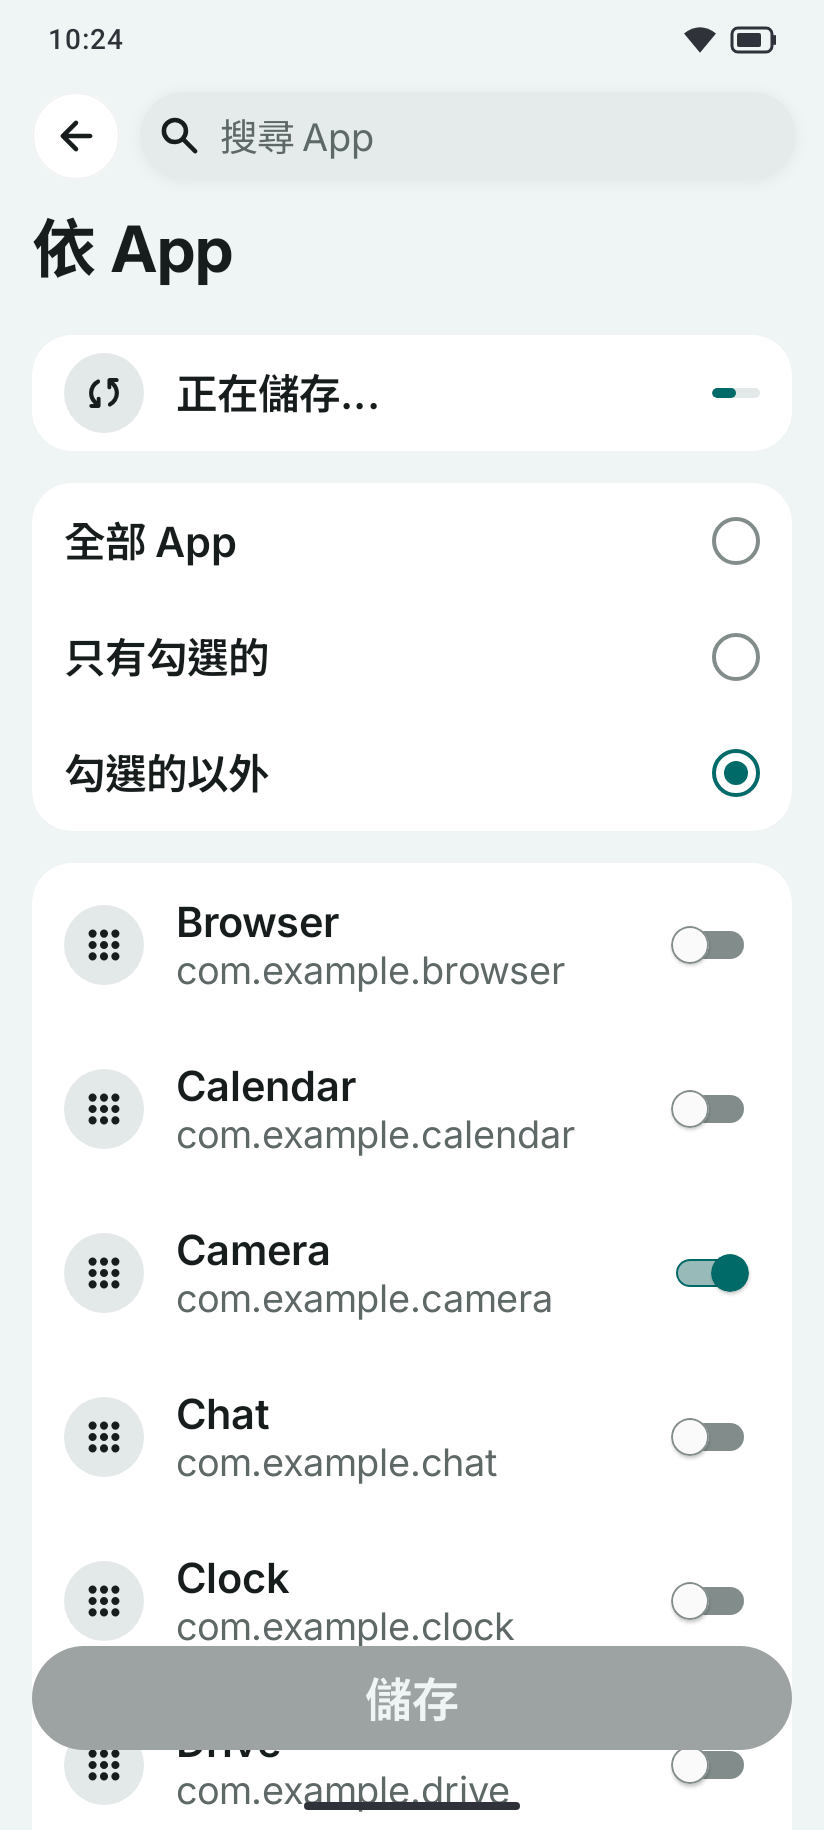 10:24
搜尋 App
依 App
正在儲存...
全部 App
只有勾選的
勾選的以外
Browser
com.example.browser
Calendar
com.example.calendar
Camera
com.example.camera
Chat
com.example.chat
Clock
com.example.clock
儲存
Drive
com.example.drive